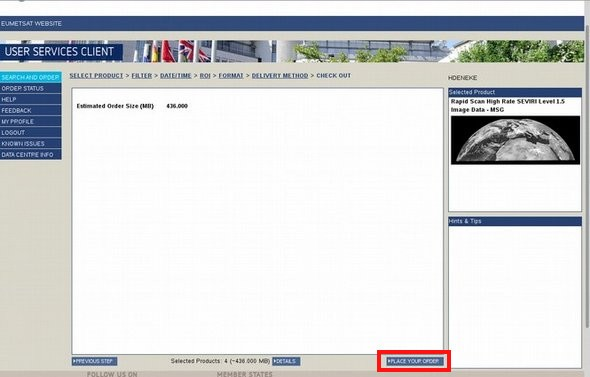 EUMETSAT WEBSITE
USER SERVICES CLIENT
SEARCH AND ORDER
ORDER STATUS
HELP
FEEDBACK
MY PROFILE
LOGOUT
KNOWN ISSUES
DATA CENTRE INFO
SELECT PRODUCT > FILTER > DATE/TIME > ROI > FORMAT > DELIVERY METHOD > CHECK OUT
Estimated Order Size (MB) 436.000
PREVIOUS STEP
Selected Products: 4 (~436.000 MB)
DETAILS
PLACE YOUR ORDER
HDENEKE
Selected Product
Rapid Scan High Rate SEVIRI Level 1.5
Image Data - MSG
Hints & Tips
FOLLOW US ON
MEMBER STATES